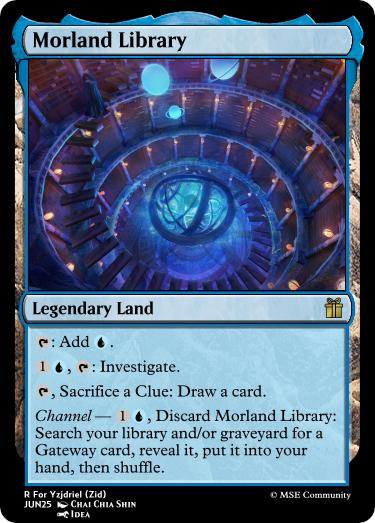 Morland Library
Legendary Land
: Add .
1 , : Investigate.
, Sacrifice a Clue: Draw a card.
Channel — 1 , Discard Morland Library:
Search your library and/or graveyard for a
Gateway card, reveal it, put it into your
hand, then shuffle.
R For Yzjdriel (Zid)
JUN25 Chai Chia Shin
Idea
© MSE Community